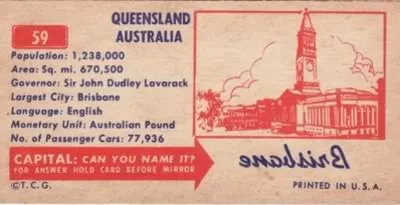 59
QUEENSLAND
AUSTRALIA
Population: 1,238,000
Area: Sq. mi. 670,500
Governor: Sir John Dudley Lavarack
Largest City: Brisbane
Language: English
Monetary Unit: Australian Pound
No. of Passenger Cars: 77,936
CAPITAL: CAN YOU NAME IT?
FOR ANSWER HOLD CARD BEFORE MIRROR
Brisbane
©T.C.G.
PRINTED IN U.S.A.